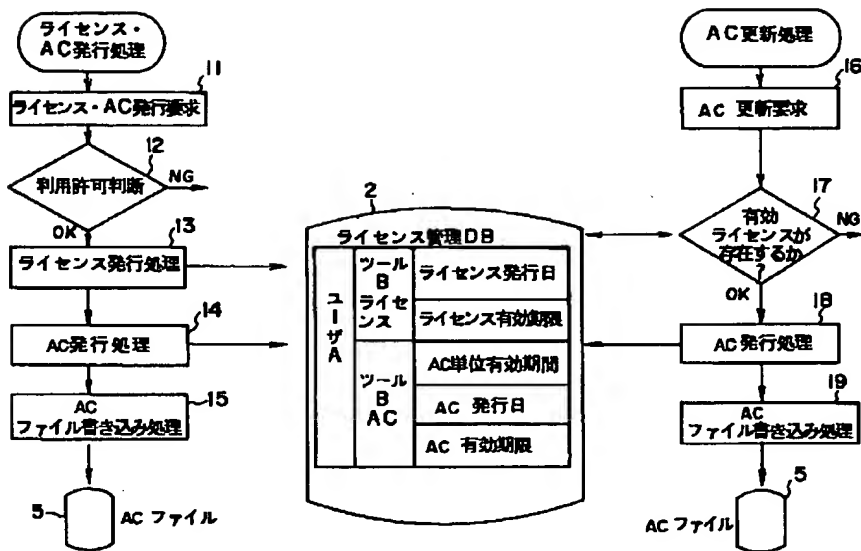 ライセンス・
AC発行処理
11
ライセンス・AC発行要求
12
利用許可判断
NG
OK
13
ライセンス発行処理
14
AC発行処理
15
AC
ファイル書き込み処理
5
ACファイル
2
ライセンス管理DB
ユーザA
ツール
B
ライセンス
ライセンス発行日
ライセンス有効期限
ツール
B
AC
AC単位有効期間
AC 発行日
AC 有効期限
AC更新処理
16
AC 更新要求
17
有効
ライセンスが
存在するか
?
NG
OK
18
AC発行処理
19
AC
ファイル書き込み処理
5
ACファイル